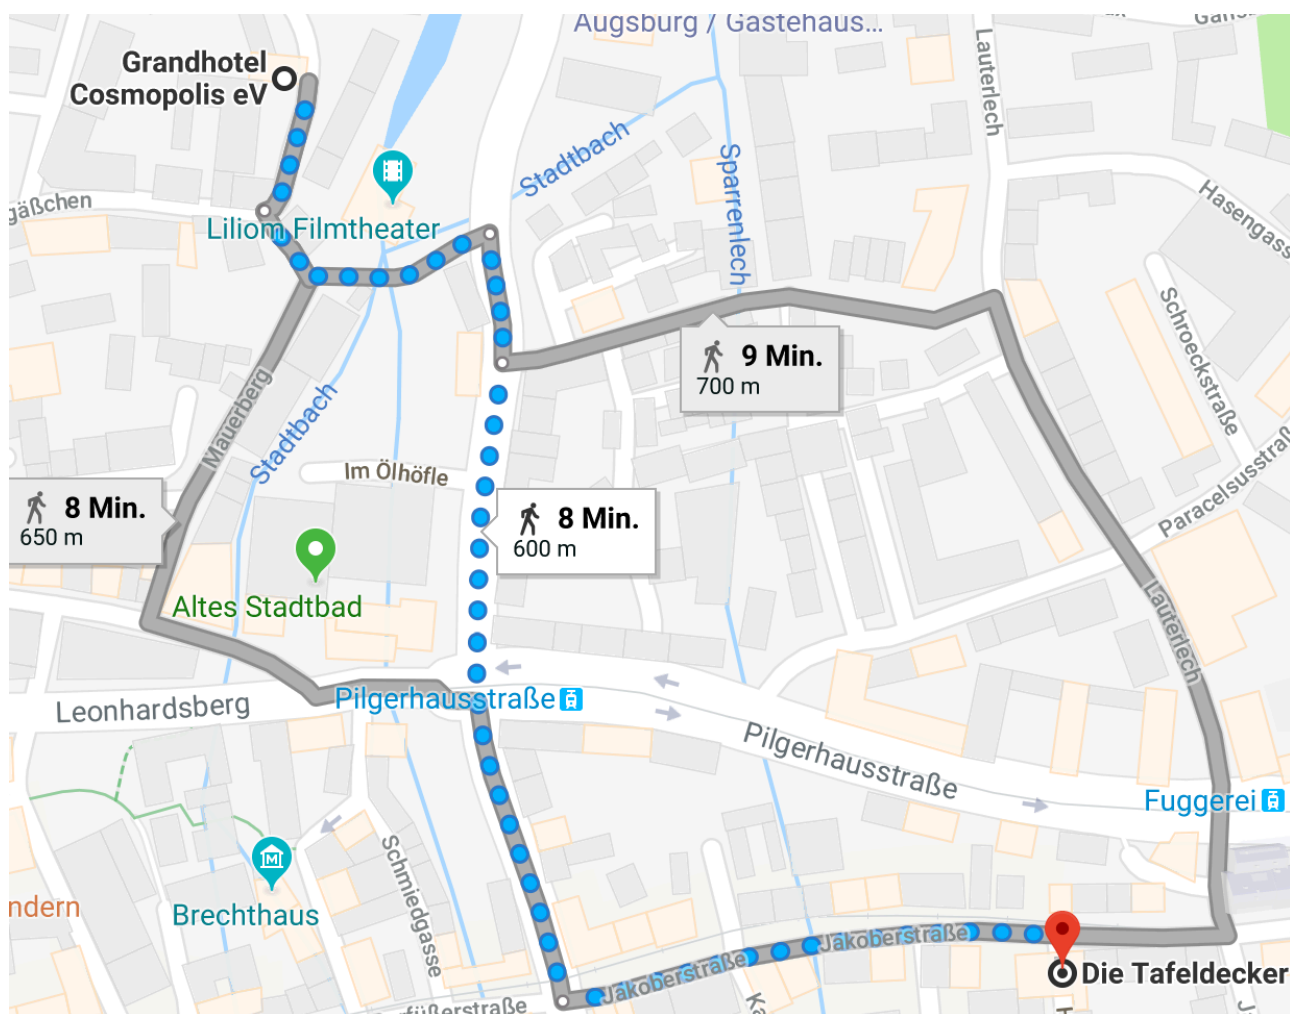 Augsburg / Gästehaus...
Grandhotel
Cosmopolis eV
Lauterlech
Stadtbach
Sparrenlech
Hasengass
gäßchen
Liliom Filmtheater
Schroeckstraße
9 Min.
700 m
Mauerberg
Stadtbach
Im Ölhöfle
Paracelsusstraß
8 Min.
650 m
8 Min.
600 m
Altes Stadtbad
Lauterlech
Leonhardsberg
Pilgerhausstraße
Pilgerhausstraße
Fuggerei
Schmiedgasse
Brechthaus
ndern
Jakoberstraße
Jakoberstraße
Die Tafeldecker
füßerstraße
Ka